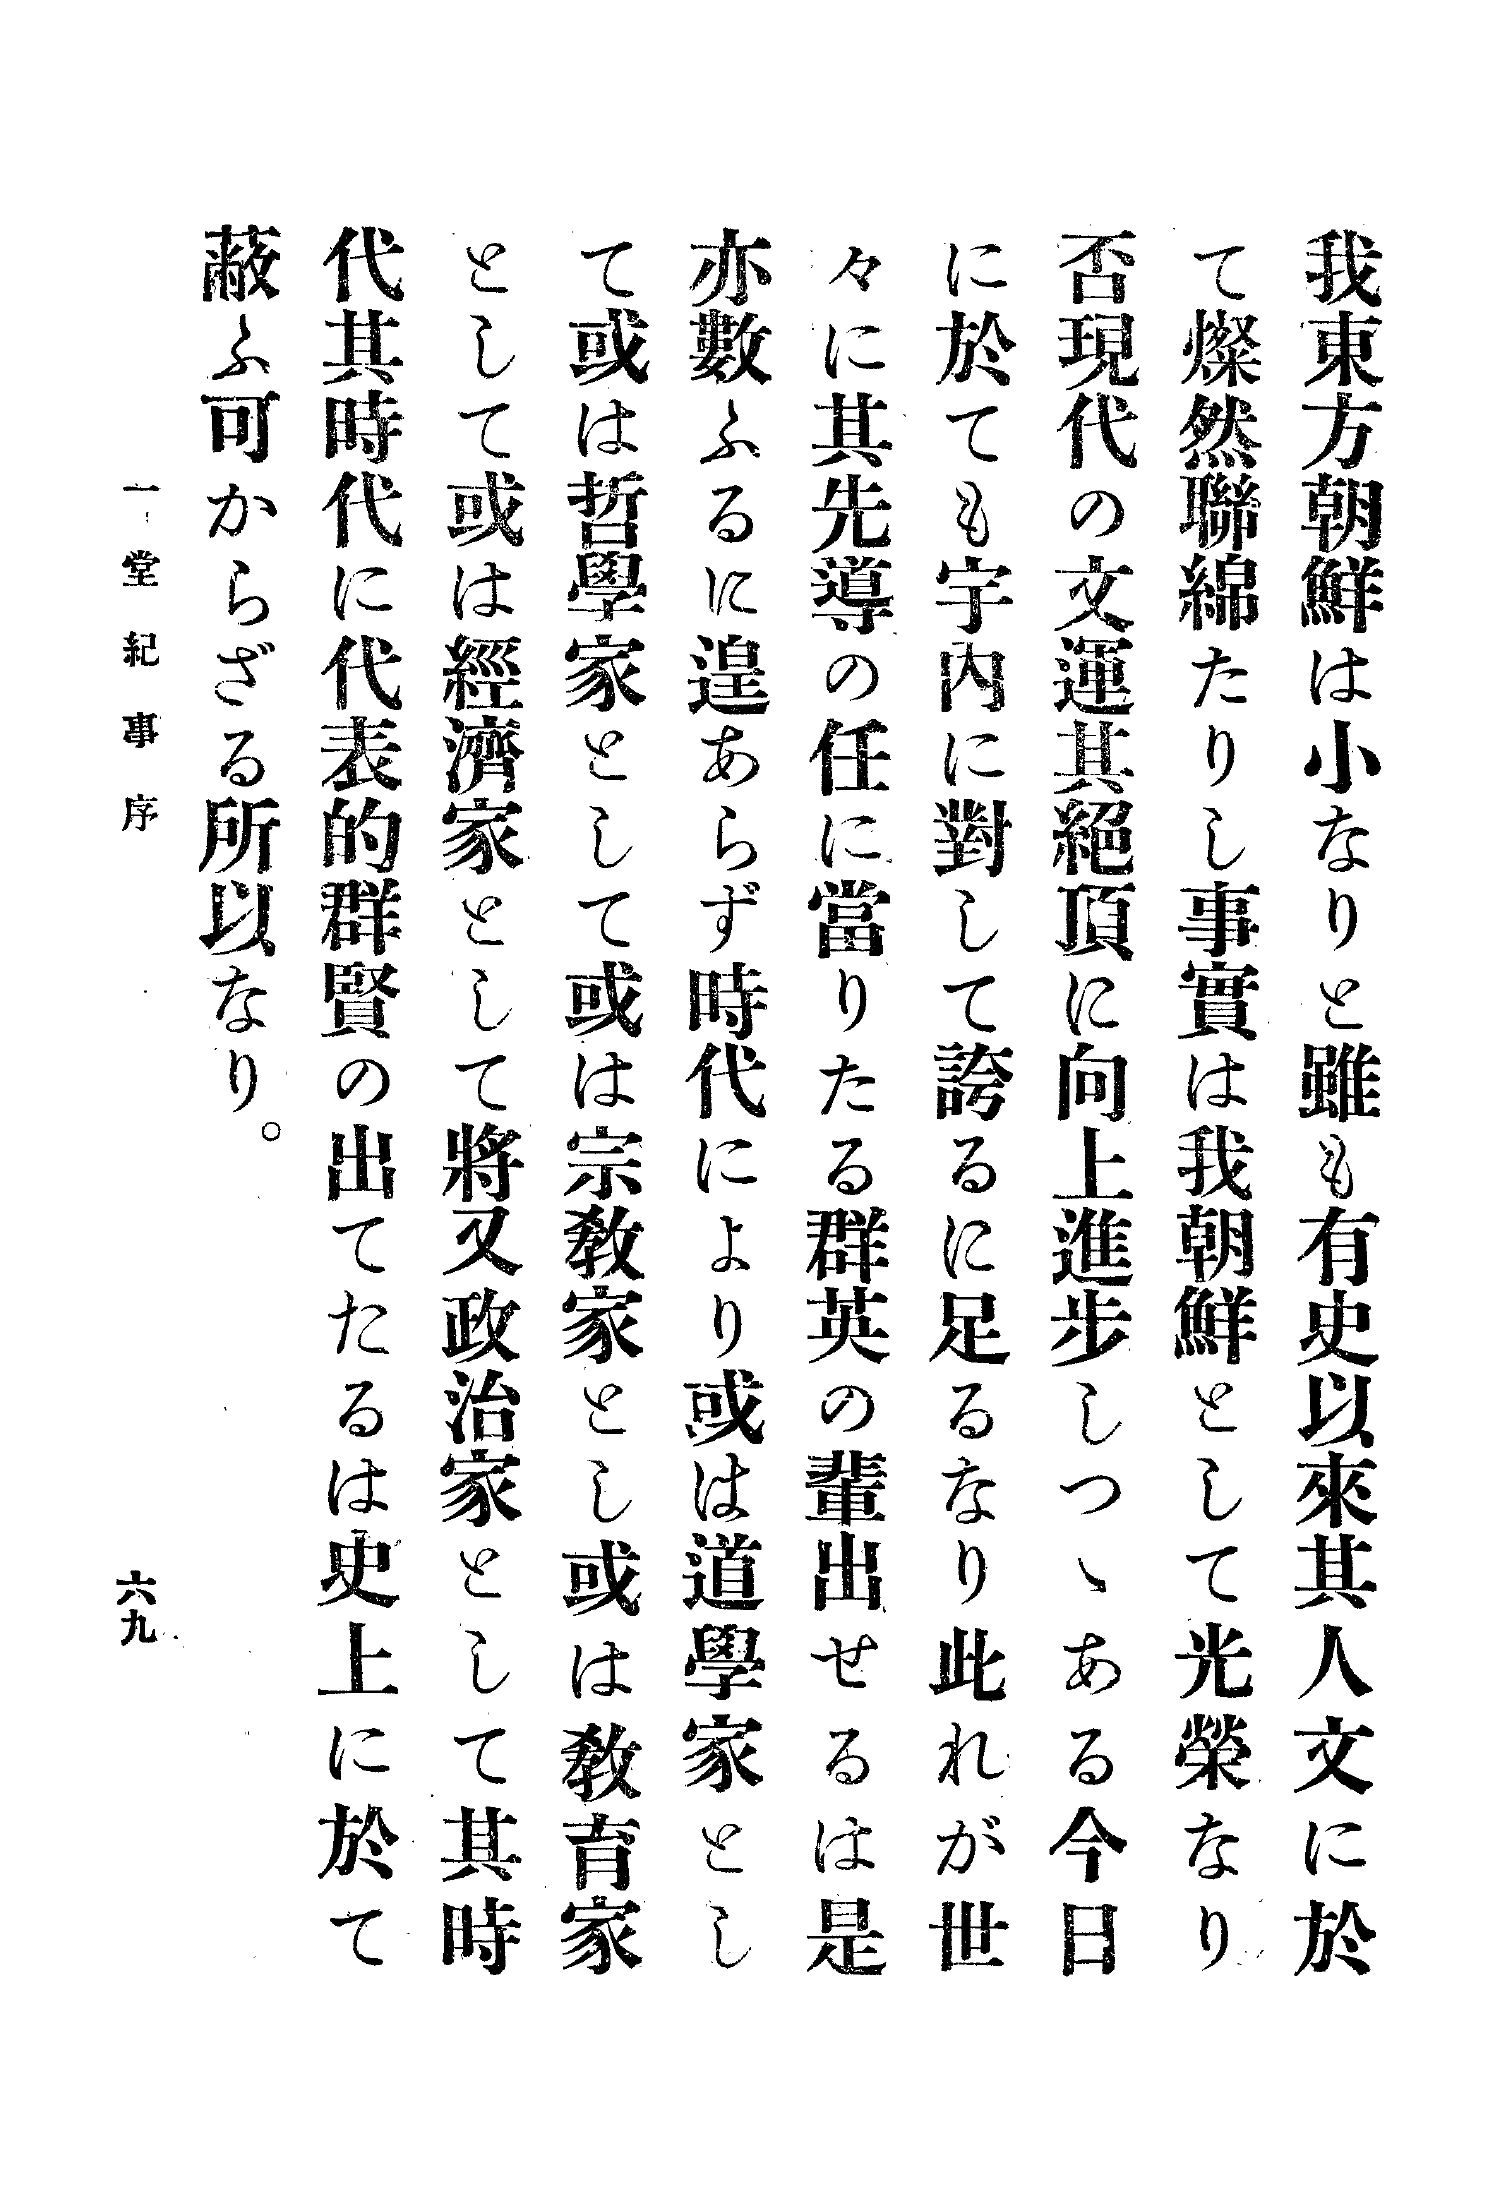 我東方朝鮮は小なりと雖も有史以來其人文に於
て燦然聯綿たりし事實は我朝鮮として光榮なり
否現代の文運其絕頂に向上進步しつゝある今日
に於ても宇內に對して誇るに足るなり此れが世
々に其先導の任に當りたる群英の輩出せるは是
亦數ふるに遑あらず時代により或は道學家とし
て或は哲學家として或は宗教家とし或は教育家
として或は經濟家として將又政治家として其時
代其時代に代表的群賢の出てたるは史上に於て
蔽ふ可からざる所以なり。
一堂紀事序
六九